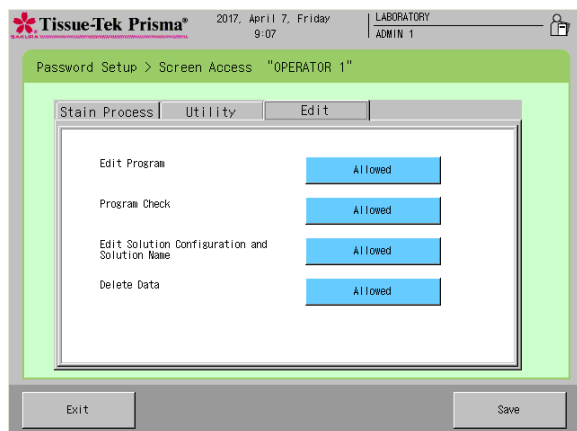 SAKURA Tissue-Tek Prisma®
2017, April 7, Friday
9:07
LABORATORY
ADMIN 1
Password Setup > Screen Access "OPERATOR 1"
Stain Process Utility Edit
Edit Program Allowed
Program Check Allowed
Edit Solution Configuration and
Solution Name Allowed
Delete Data Allowed
Exit Save